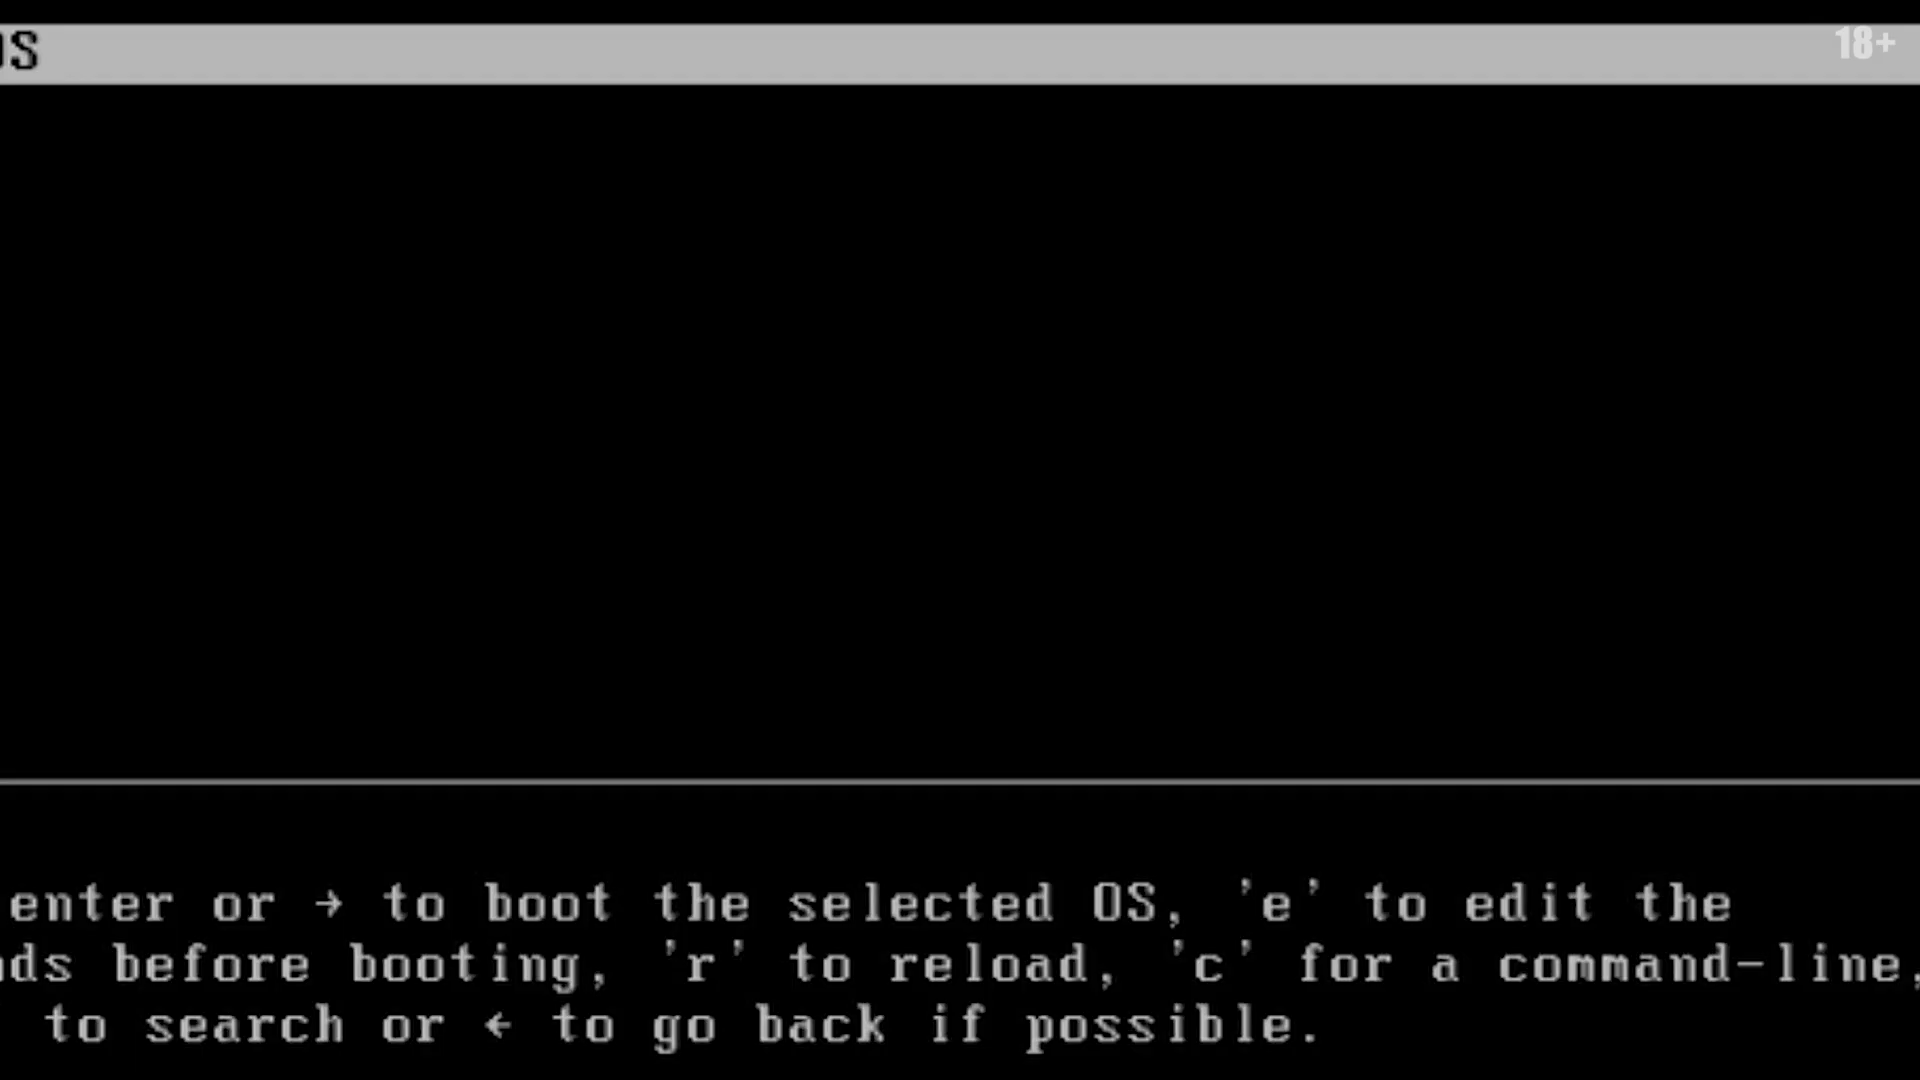 OS
18+
enter or → to boot the selected OS, 'e' to edit the
ds before booting, 'r' to reload, 'c' for a command-line,
to search or ← to go back if possible.